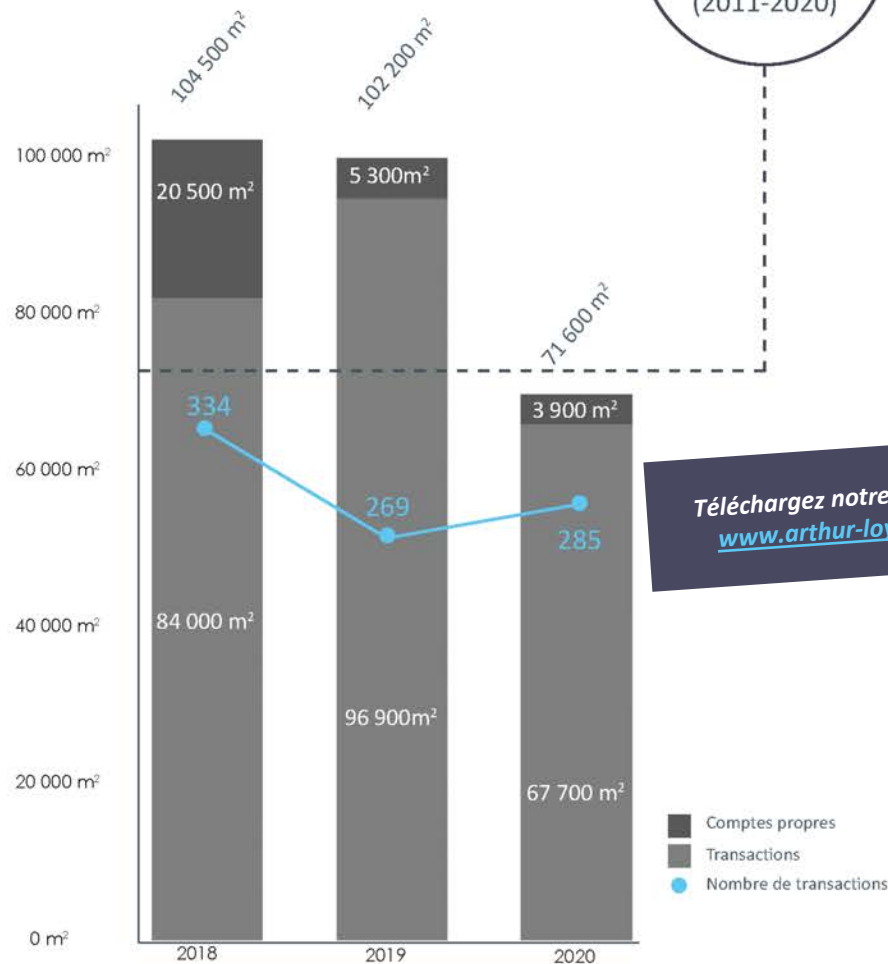 (2011-2020)
104 500 m²
102 200 m²
71 600 m²
100 000 m²
80 000 m²
60 000 m²
40 000 m²
20 000 m²
0 m²
20 500 m²
5 300m²
3 900 m²
334
269
285
84 000 m²
96 900m²
67 700 m²
2018
2019
2020
Téléchargez notre
www.arthur-loy
Comptes propres
Transactions
Nombre de transactions